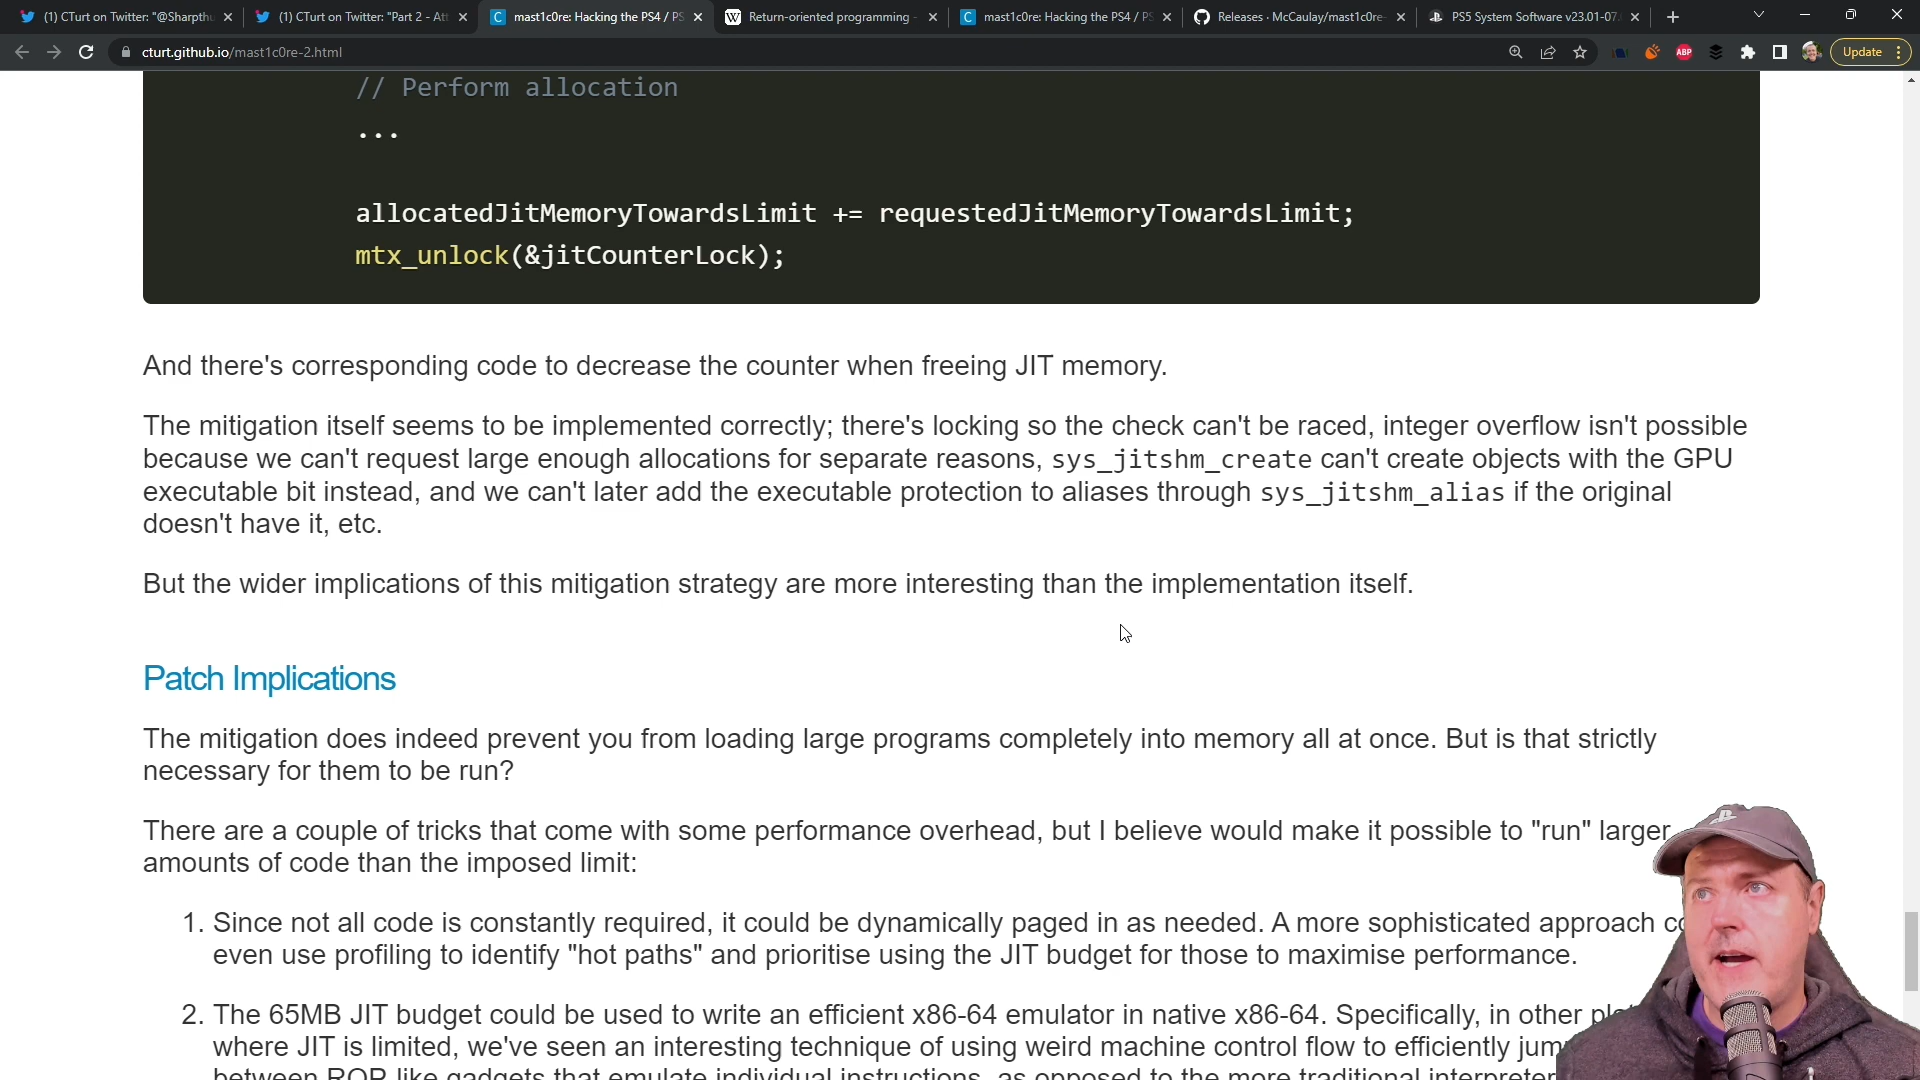 (1) CTurt on Twitter: "@Sharpthu
(1) CTurt on Twitter: "Part 2 - Att
mast1c0re: Hacking the PS4 / PS
Return-oriented programming -
mast1c0re: Hacking the PS4 / PS
Releases · McCaulay/mast1c0re-
PS5 System Software v23.01-07.
cturt.github.io/mast1c0re-2.html
ABP
Update
// Perform allocation
...
allocatedJitMemoryTowardsLimit += requestedJitMemoryTowardsLimit;
mtx_unlock(&jitCounterLock);
And there's corresponding code to decrease the counter when freeing JIT memory.
The mitigation itself seems to be implemented correctly; there's locking so the check can't be raced, integer overflow isn't possible
because we can't request large enough allocations for separate reasons, sys_jitshm_create can't create objects with the GPU
executable bit instead, and we can't later add the executable protection to aliases through sys_jitshm_alias if the original
doesn't have it, etc.
But the wider implications of this mitigation strategy are more interesting than the implementation itself.
Patch Implications
The mitigation does indeed prevent you from loading large programs completely into memory all at once. But is that strictly
necessary for them to be run?
There are a couple of tricks that come with some performance overhead, but I believe would make it possible to "run" larger
amounts of code than the imposed limit:
1. Since not all code is constantly required, it could be dynamically paged in as needed. A more sophisticated approach
even use profiling to identify "hot paths" and prioritise using the JIT budget for those to maximise performance.
2. The 65MB JIT budget could be used to write an efficient x86-64 emulator in native x86-64. Specifically, in other
where JIT is limited, we've seen an interesting technique of using weird machine control flow to efficiently
between ROP like gadgets that emulate individual instructions, as opposed to the more traditional interpreter